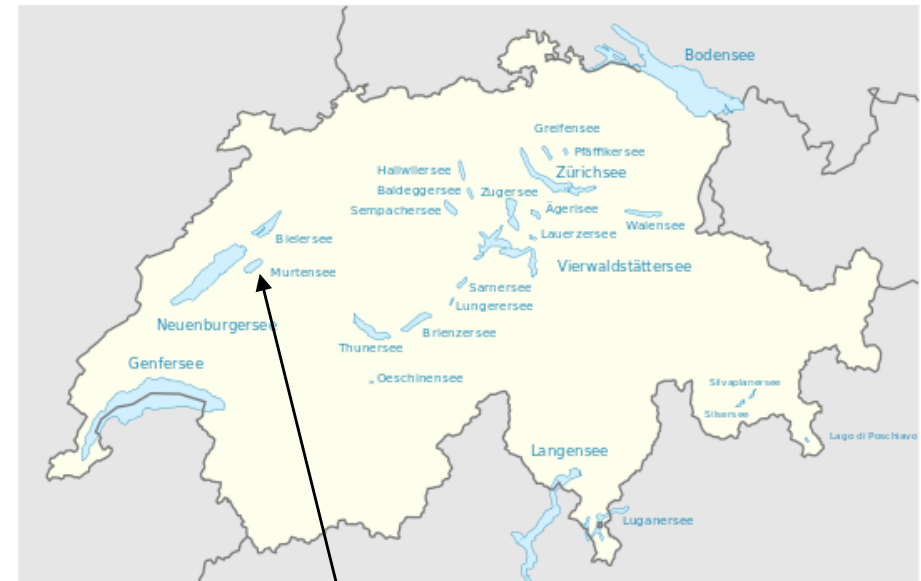 Bodensee
Greifensee
Pfäffikersee
Hallwilersee
Zürichsee
Baldeggersee
Zugersee
Sempachersee
Ägerisee
Walensee
Lauerzersee
Bielersee
Vierwaldstättersee
Murtensee
Sarnersee
Lungerersee
Neuenburgersee
Brienzersee
Thunersee
Genfersee
Oeschinensee
Silvaplanersee
Silsersee
Lago di Poschiavo
Langensee
Luganersee